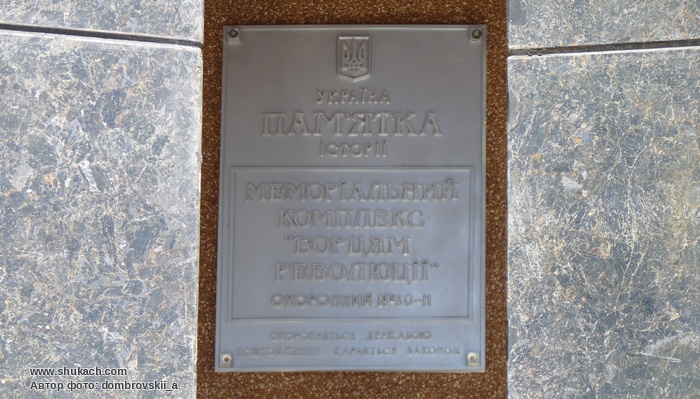 УКРАЇНА
ПАМ'ЯТКА
ІСТОРІЇ
МЕМОРІАЛЬНИЙ
КОМПЛЕКС
"БОРЦЯМ
РЕВОЛЮЦІЇ"
ОХОРОННИЙ №30-Н
ОХОРОНЯЄТЬСЯ ДЕРЖАВОЮ
ПОШКОДЖЕННЯ КАРАЄТЬСЯ ЗАКОНОМ
www.shukach.com
Автор фото: dombrovskii_a